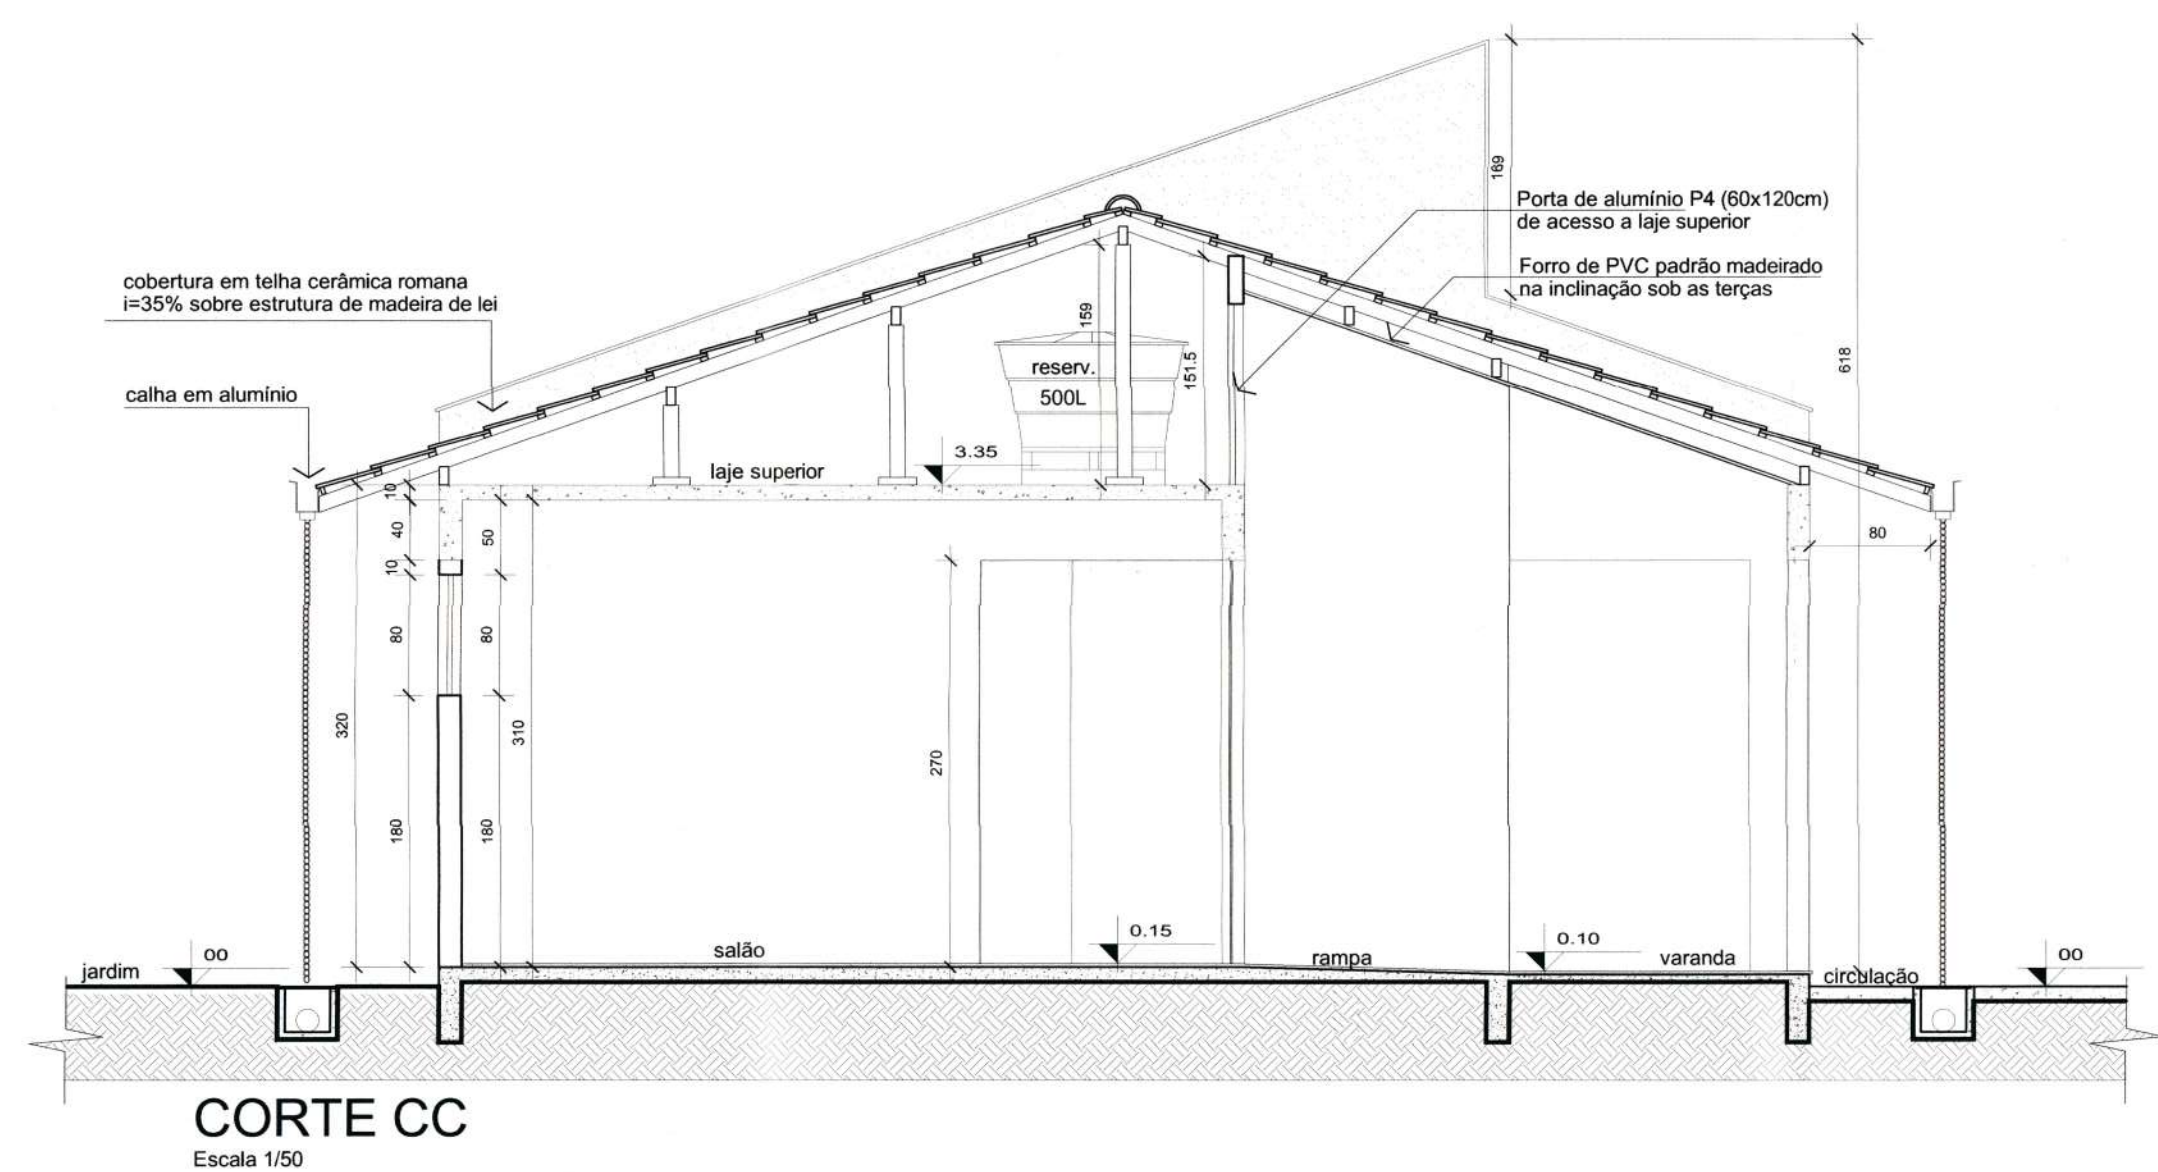 169
Porta de alumínio P4 (60x120cm)
de acesso a laje superior
Forro de PVC padrão madeirado
na inclinação sob as terças
cobertura em telha cerâmica romana
i=35% sobre estrutura de madeira de lei
calha em alumínio
159
151.5
618
reserv.
500L
3.35
laje superior
10
40
50
10
80
80
80
320
310
270
180
180
salão
0.15
rampa
0.10
varanda
jardim
00
circulação
00
CORTE CC
Escala 1/50